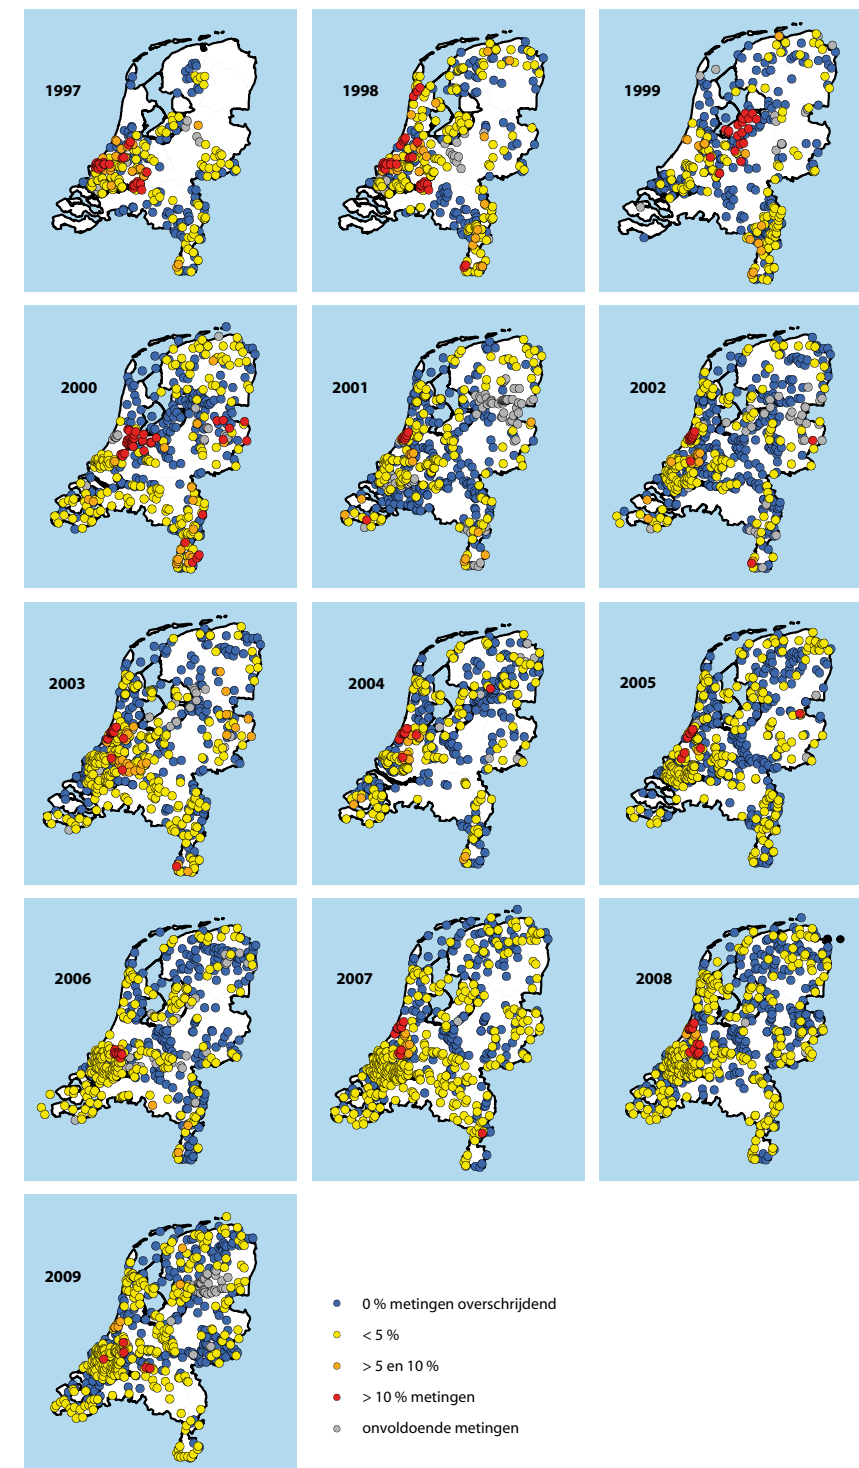 1997
1998
1999
2000
2001
2002
2003
2004
2005
2006
2007
2008
2009
0 % metingen overschrijdend
< 5 %
> 5 en 10 %
> 10 % metingen
onvoldoende metingen